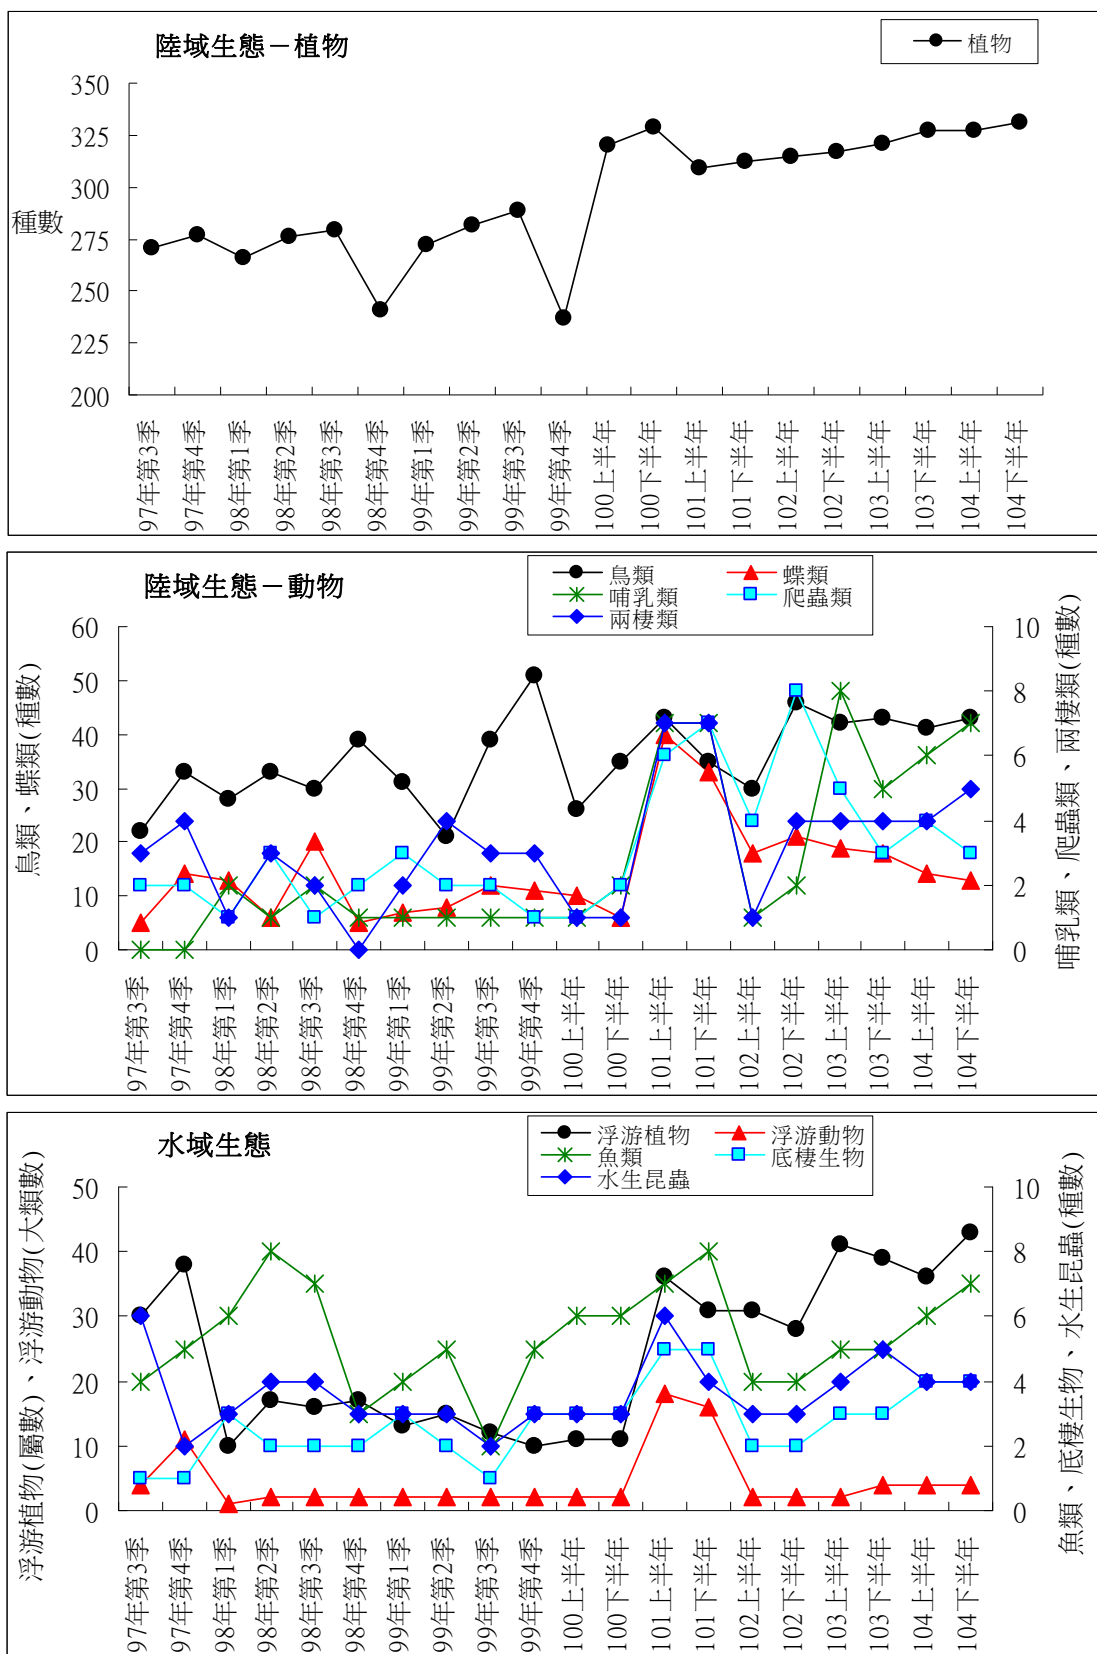 陸域生態－植物
植物
350
325
300
275
250
225
200
種數
97年第3季
97年第4季
98年第1季
98年第2季
98年第3季
98年第4季
99年第1季
99年第2季
99年第3季
99年第4季
100上半年
100下半年
101上半年
101下半年
102上半年
102下半年
103上半年
103下半年
104上半年
104下半年
陸域生態－動物
鳥類
蝶類
哺乳類
爬蟲類
兩棲類
60
50
40
30
20
10
0
鳥類、蝶類(種數)
10
8
6
4
2
0
哺乳類、爬蟲類、兩棲類(種數)
97年第3季
97年第4季
98年第1季
98年第2季
98年第3季
98年第4季
99年第1季
99年第2季
99年第3季
99年第4季
100上半年
100下半年
101上半年
101下半年
102上半年
102下半年
103上半年
103下半年
104上半年
104下半年
水域生態
浮游植物
浮游動物
魚類
底棲生物
水生昆蟲
50
40
30
20
10
0
浮游植物(屬數)、浮游動物(大類數)
10
8
6
4
2
0
魚類、底棲生物、水生昆蟲(種數)
97年第3季
97年第4季
98年第1季
98年第2季
98年第3季
98年第4季
99年第1季
99年第2季
99年第3季
99年第4季
100上半年
100下半年
101上半年
101下半年
102上半年
102下半年
103上半年
103下半年
104上半年
104下半年